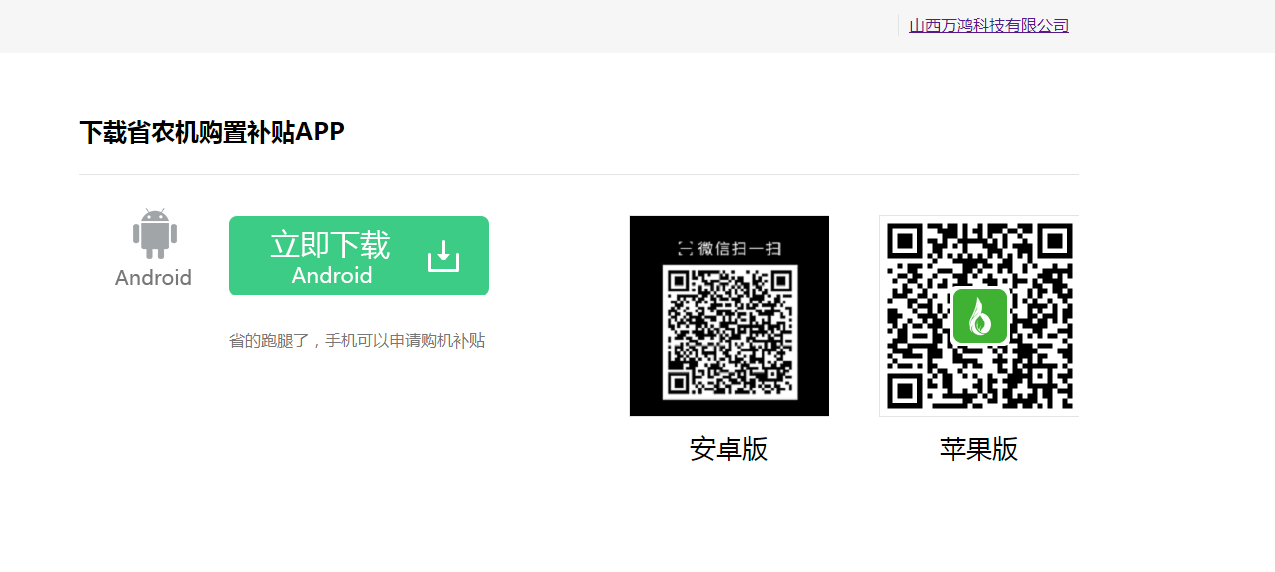 山西万鸿科技有限公司
下载省农机购置补贴APP
Android
立即下载
Android
省的跑腿了，手机可以申请购机补贴
微信扫一扫
安卓版
苹果版